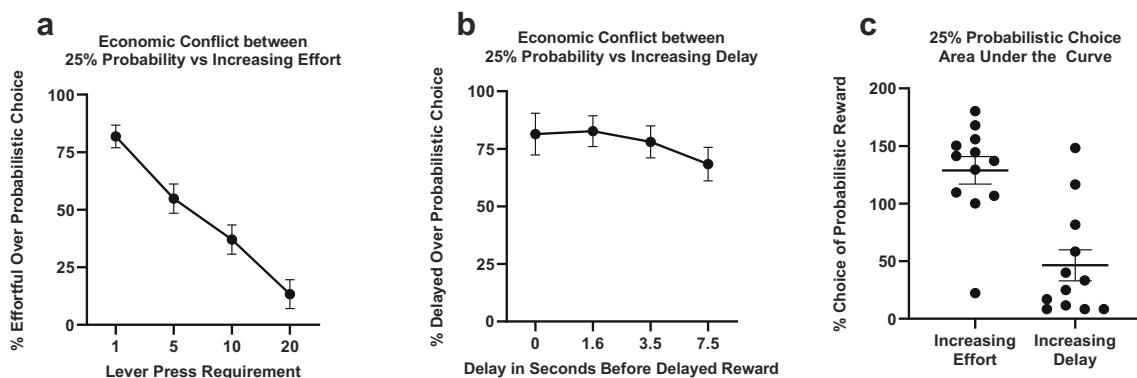 a
Economic Conflict between
25% Probability vs Increasing Effort
% Effortful Over Probabilistic Choice
100
75
50
25
0
1 5 10 20
Lever Press Requirement
b
Economic Conflict between
25% Probability vs Increasing Delay
% Delayed Over Probabilistic Choice
100
75
50
25
0
0 1.6 3.5 7.5
Delay in Seconds Before Delayed Reward
c
25% Probabilistic Choice
Area Under the Curve
% Choice of Probabilistic Reward
200
150
100
50
0
Increasing Increasing
Effort Delay